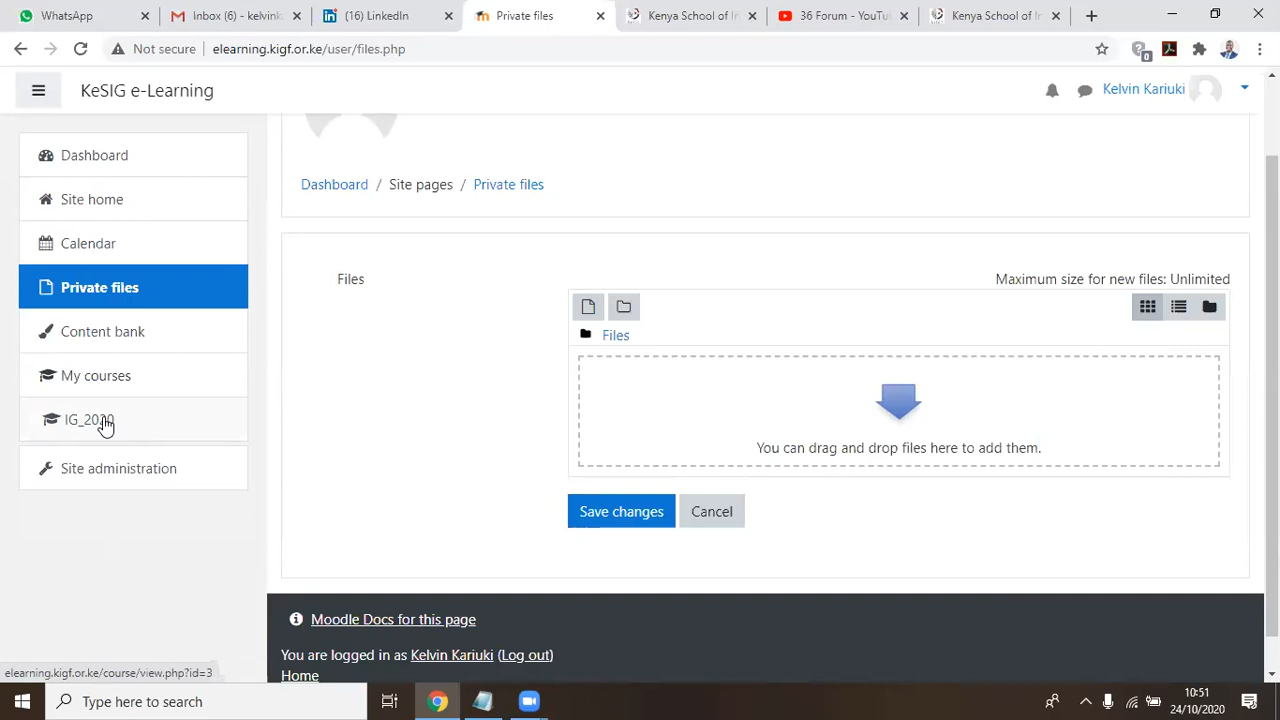 WhatsApp
Inbox (6) - kelvink
(16) LinkedIn
Private files
Kenya School of In
36 Forum - YouTu
Kenya School of In
Not secure
elearning.kigf.or.ke/user/files.php
0
KeSIG e-Learning
Kelvin Kariuki
Dashboard
Site home
Calendar
Private files
Content bank
My courses
IG_2020
Site administration
Dashboard / Site pages / Private files
Files
Maximum size for new files: Unlimited
Files
You can drag and drop files here to add them.
Save changes
Cancel
Moodle Docs for this page
You are logged in as Kelvin Kariuki (Log out)
Home
elearning.kigf.or.ke/course/view.php?id=3
Type here to search
10:51
24/10/2020